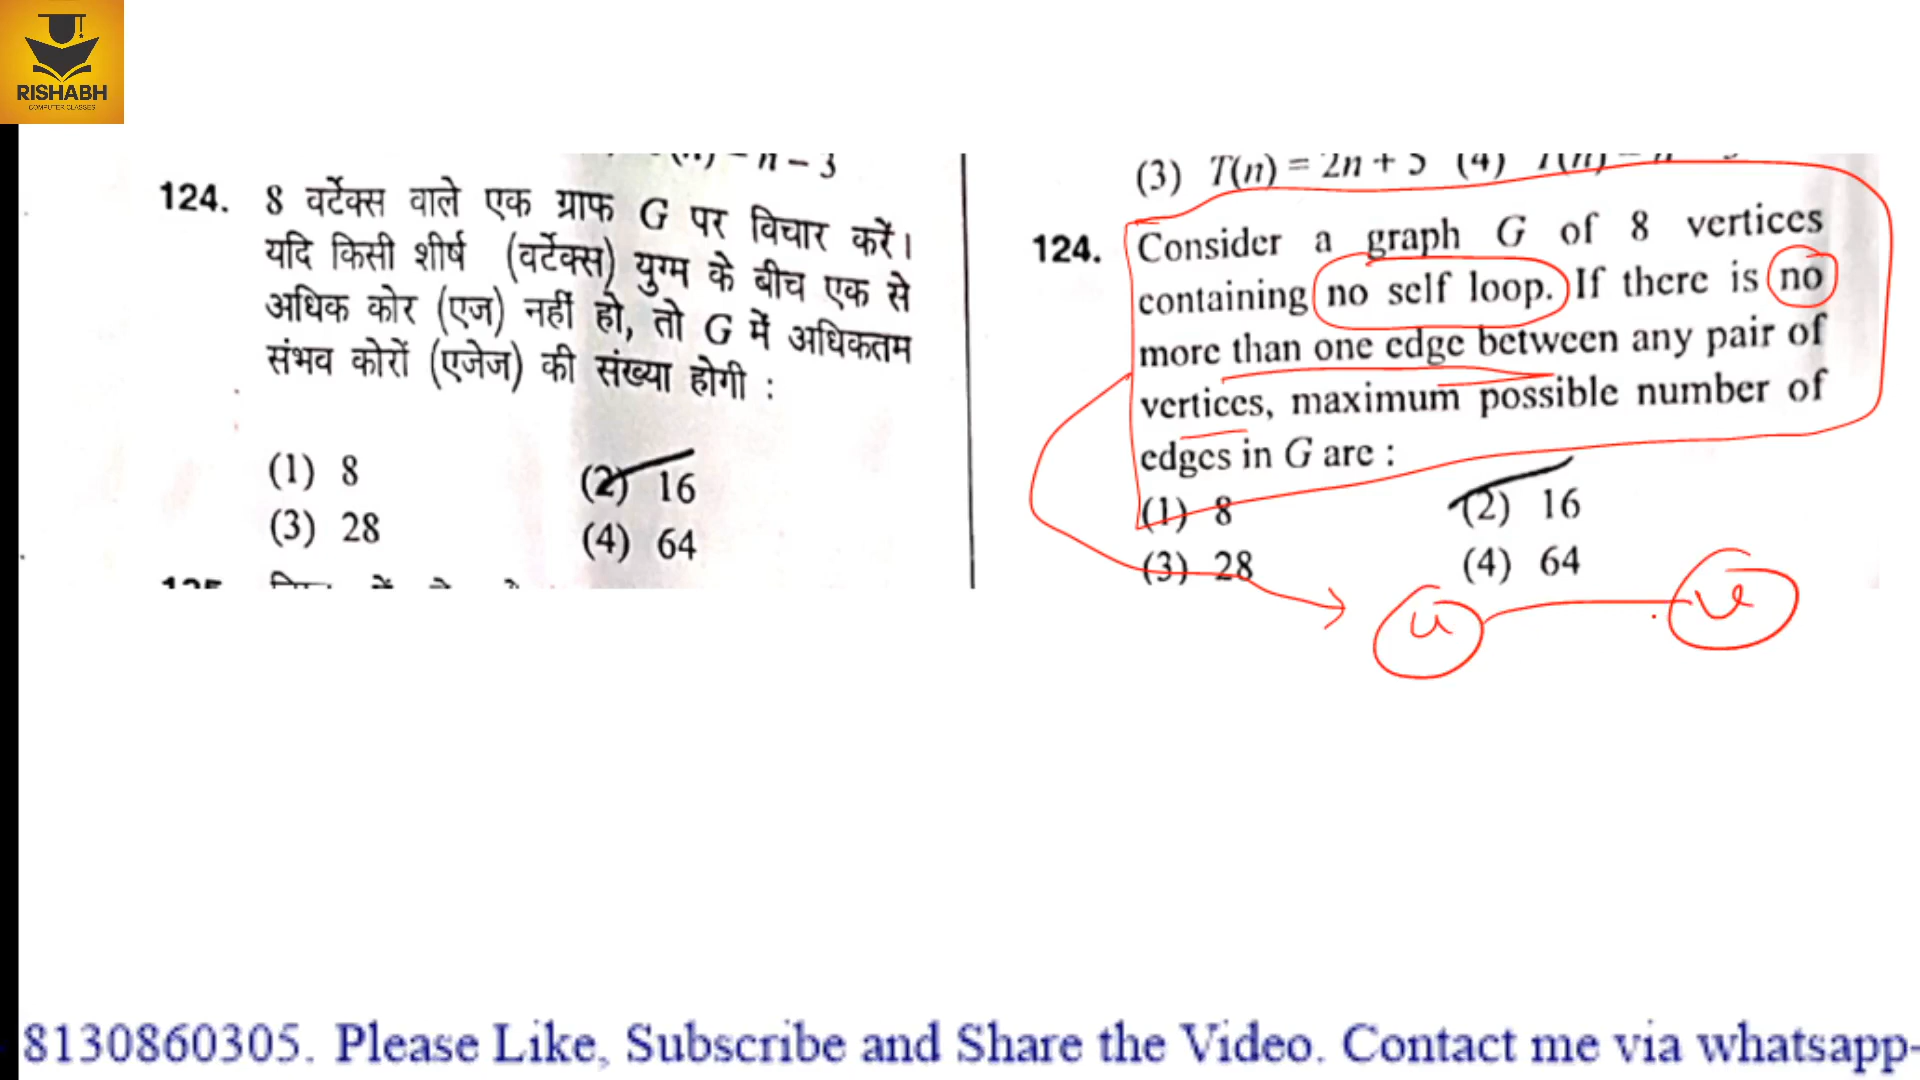 RISHABH
COMPUTER CLASSES
124. 8 वर्टेक्स वाले एक ग्राफ G पर विचार करें।
यदि किसी शीर्ष (वर्टेक्स) युग्म के बीच एक से
अधिक कोर (एज) नहीं हो, तो G में अधिकतम
संभव कोरों (एजेज) की संख्या होगी :
(1) 8 (2) 16
(3) 28 (4) 64
(3) T(n) = 2n + 5 (4)
124. Consider a graph G of 8 vertices
containing no self loop. If there is no
more than one edge between any pair of
vertices, maximum possible number of
edges in G are :
(1) 8 (2) 16
(3) 28 (4) 64
u v
8130860305. Please Like, Subscribe and Share the Video. Contact me via whatsapp-